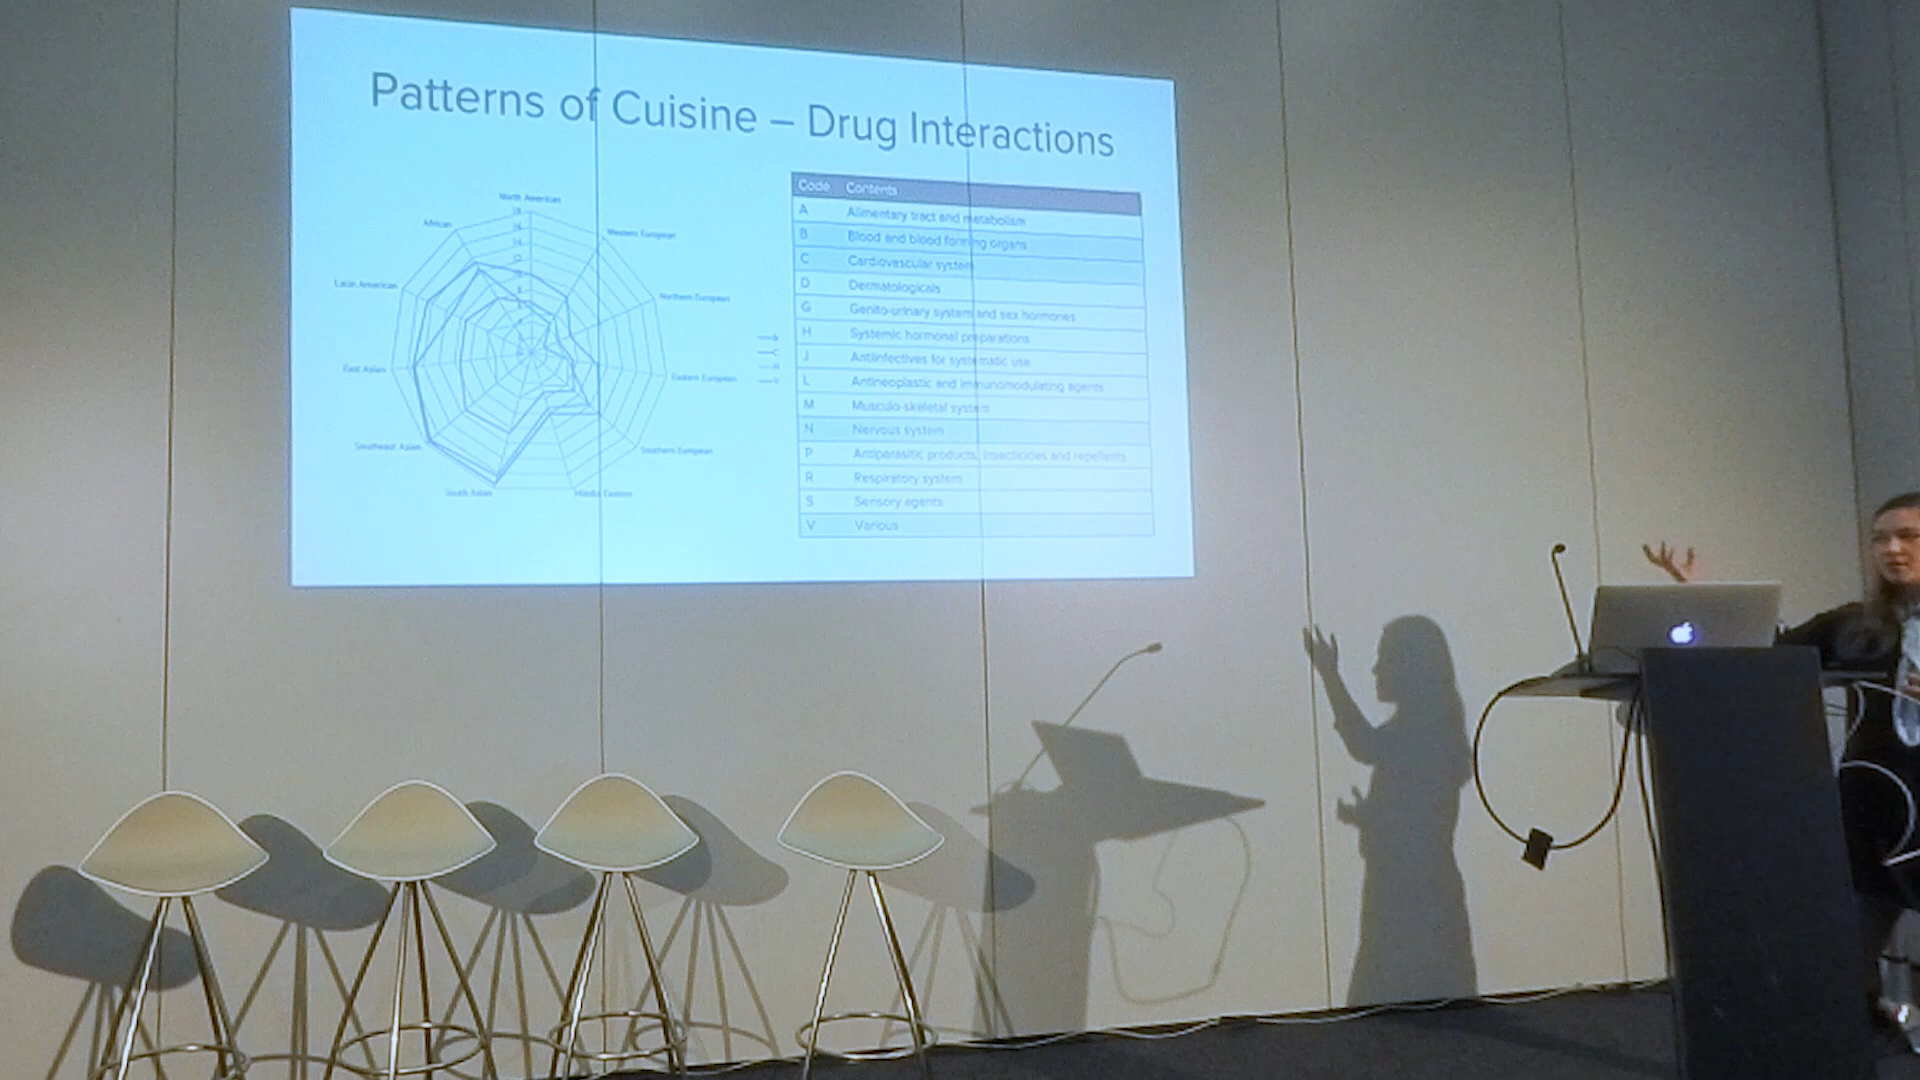 Patterns of Cuisine – Drug Interactions
North American
African
Western European
Latin American
Northern European
East Asian
Eastern European
Southeast Asian
Southern European
South Asian
Middle Eastern
Code Contents
A Alimentary tract and metabolism
B Blood and blood forming organs
C Cardiovascular system
D Dermatologicals
G Genito-urinary system and sex hormones
H Systemic hormonal preparations
J Antiinfectives for systematic use
L Antineoplastic and immunomodulating agents
M Musculo-skeletal system
N Nervous system
P Antiparasitic products, insecticides and repellents
R Respiratory system
S Sensory agents
V Various